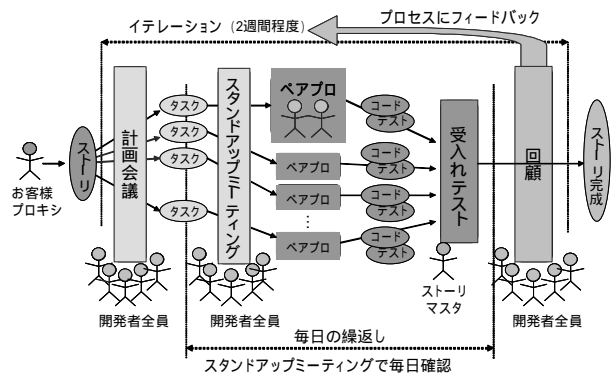 イテレーション（2週間程度）
プロセスにフィードバック
お客様
プロキシ
ストーリ
計画会議
タスク
タスク
タスク
タスク
スタンドアップミーティング
ペアプロ
ペアプロ
ペアプロ
⋮
ペアプロ
コード
テスト
コード
テスト
コード
テスト
コード
テスト
受入れテスト
ストーリ
マスタ
回顧
ストーリ完成
開発者全員
開発者全員
開発者全員
毎日の繰返し
スタンドアップミーティングで毎日確認